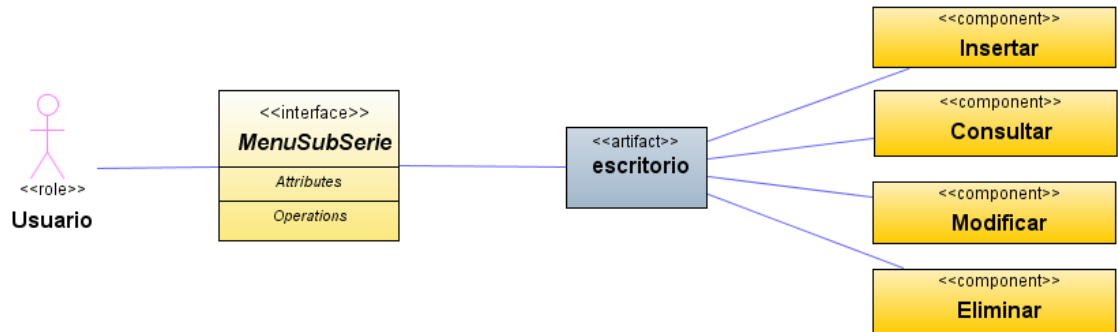 <<role>>
Usuario
<<interface>>
MenuSubSerie
Attributes
Operations
<<artifact>>
escritorio
<<component>>
Insertar
<<component>>
Consultar
<<component>>
Modificar
<<component>>
Eliminar